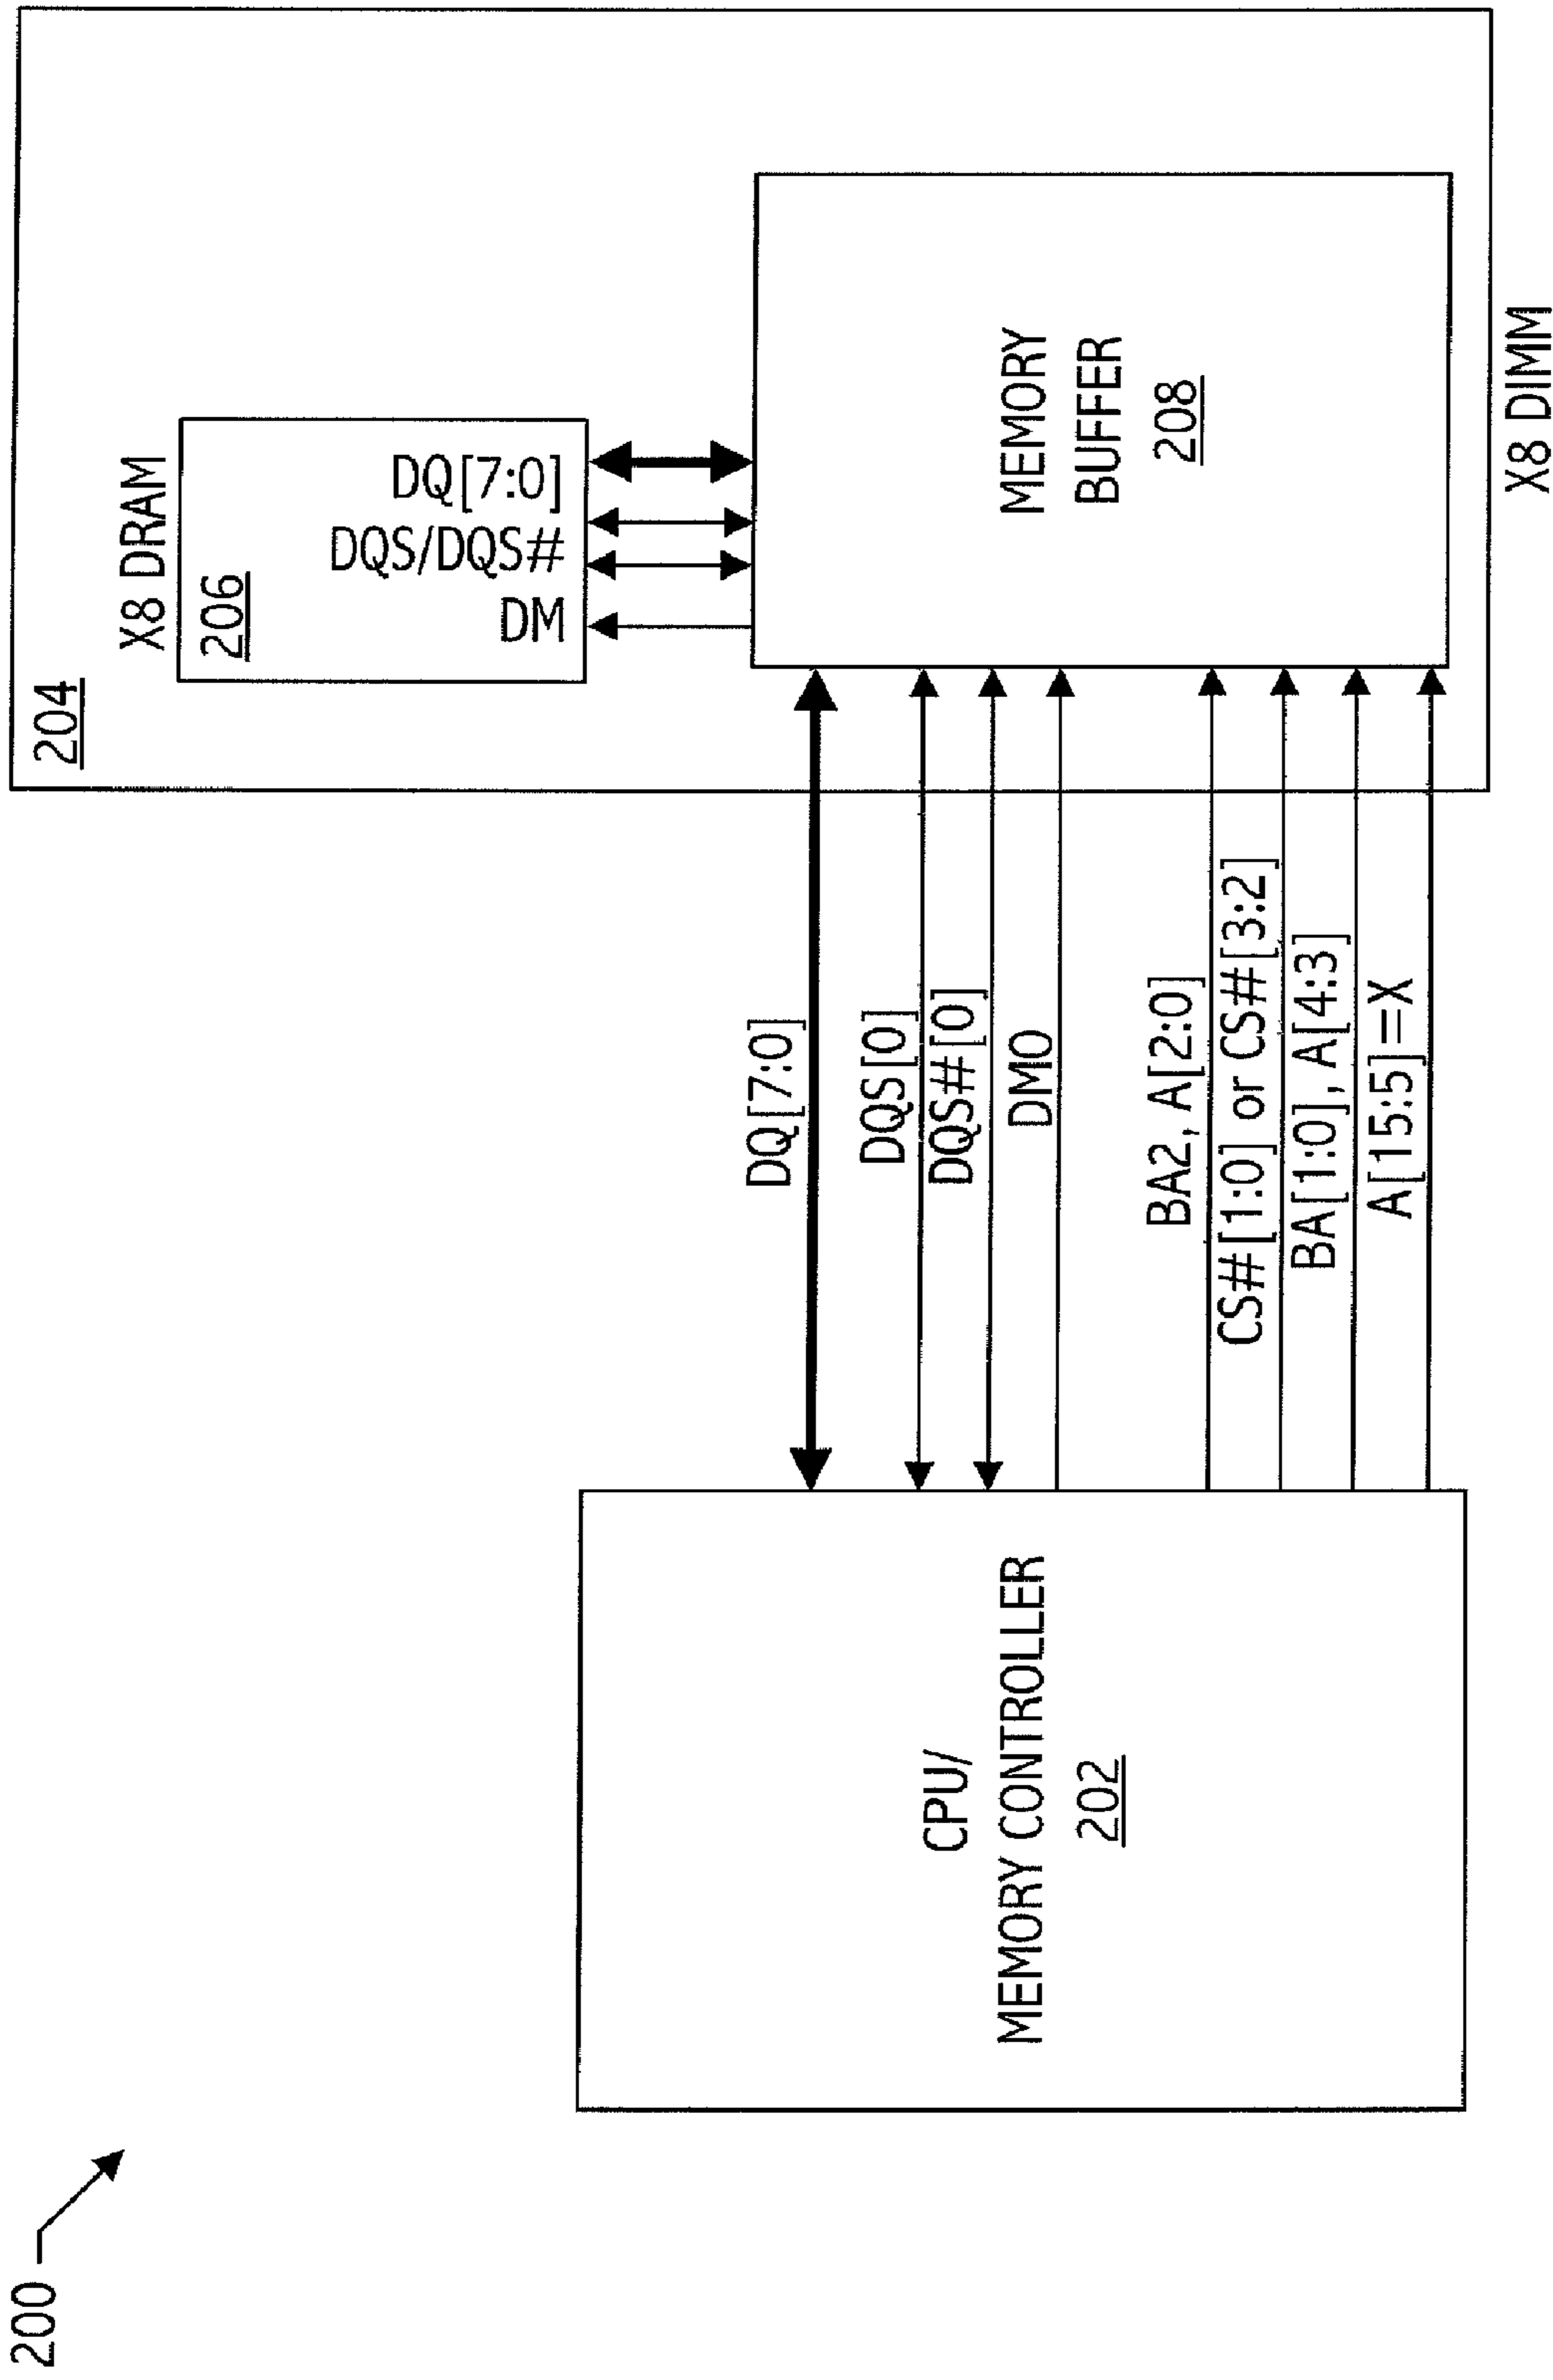 200
204
X8 DRAM
206
DQ[7:0]
DQS/DQS#
DM
MEMORY
BUFFER
208
X8 DIMM
DQ[7:0]
DQS[0]
DQS#[0]
DM0
BA2, A[2:0]
CS#[1:0] or CS#[3:2]
BA[1:0], A[4:3]
A[15:5]=X
CPU/
MEMORY CONTROLLER
202